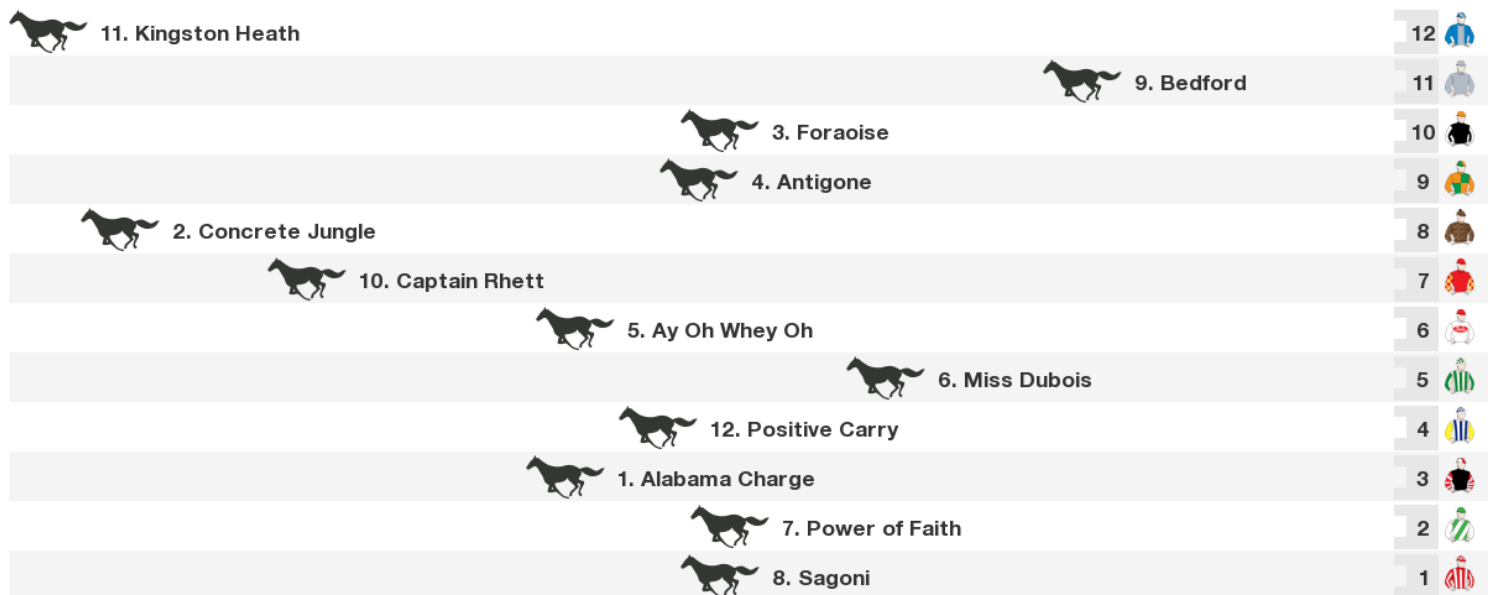 11. Kingston Heath 12
9. Bedford 11
3. Foraoise 10
4. Antigone 9
2. Concrete Jungle 8
10. Captain Rhett 7
5. Ay Oh Whey Oh 6
6. Miss Dubois 5
12. Positive Carry 4
1. Alabama Charge 3
7. Power of Faith 2
8. Sagoni 1